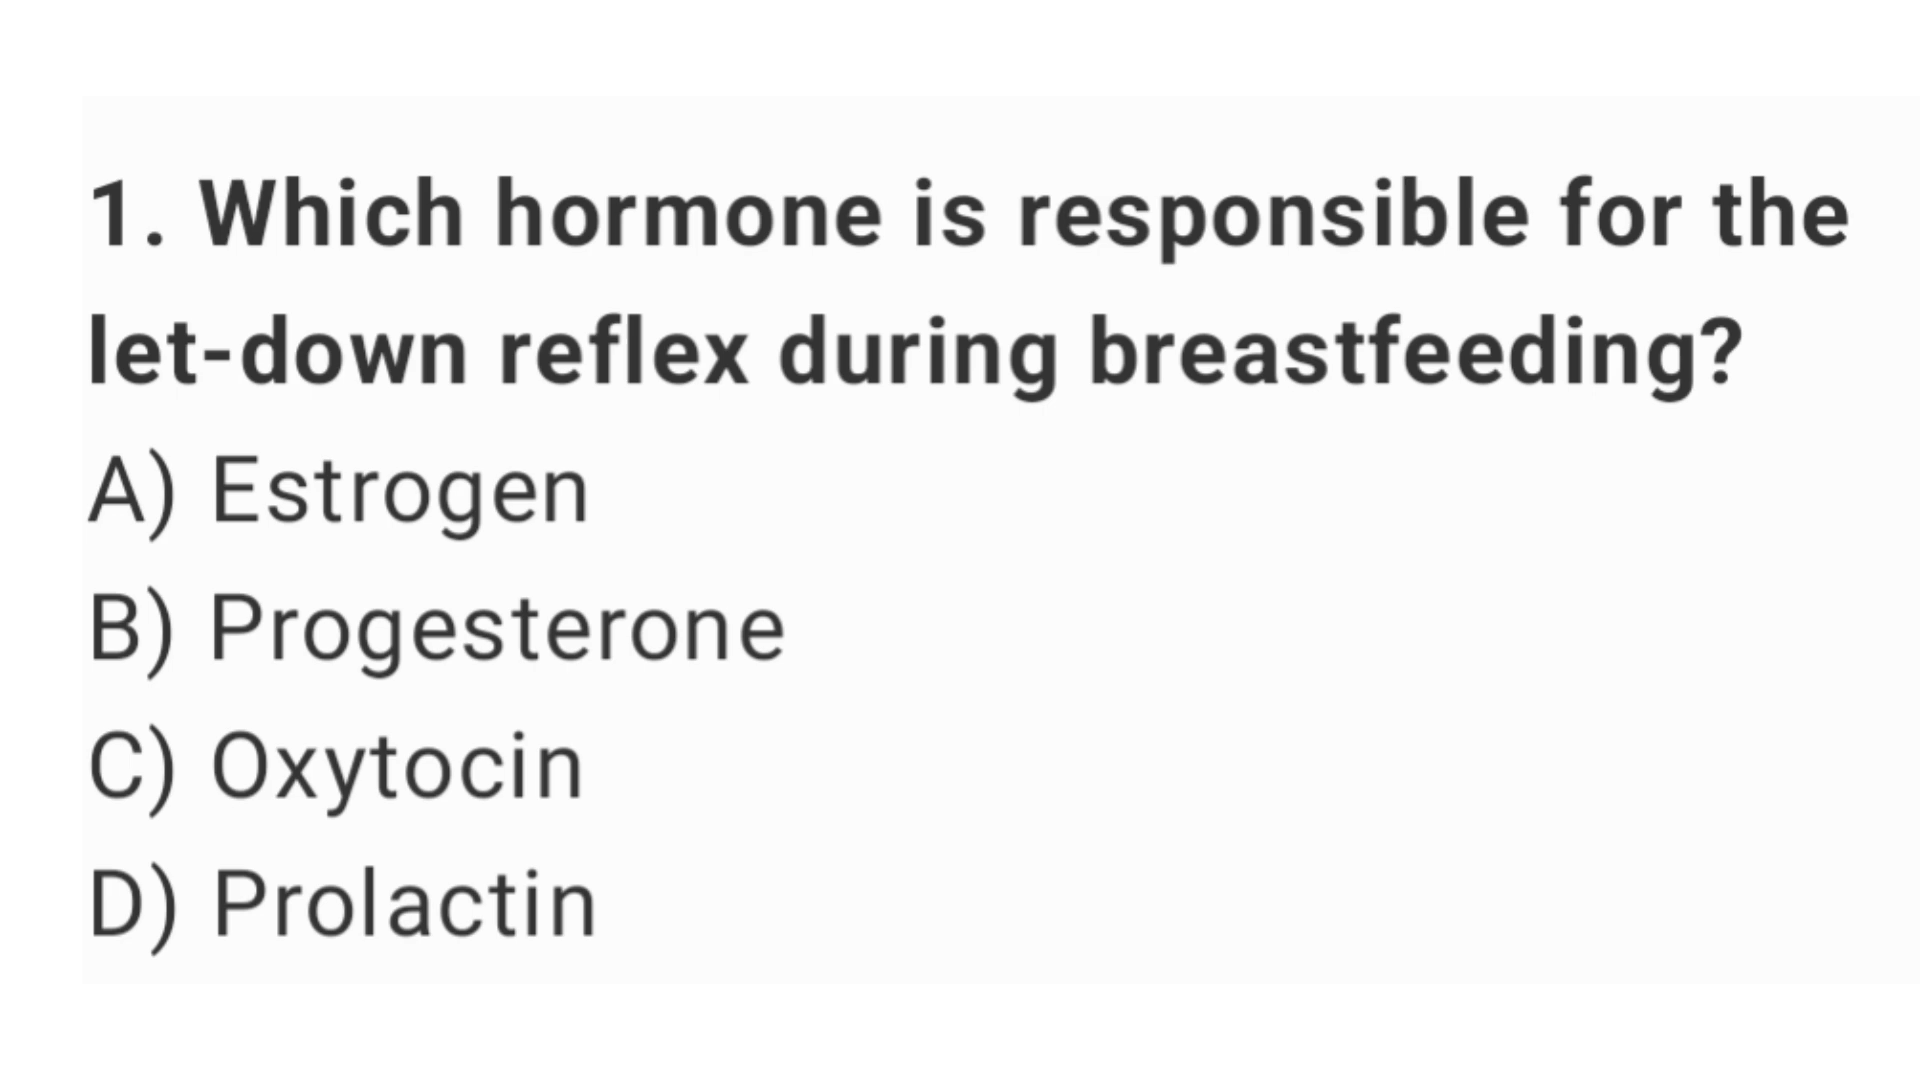 1. Which hormone is responsible for the
let-down reflex during breastfeeding?
A) Estrogen
B) Progesterone
C) Oxytocin
D) Prolactin